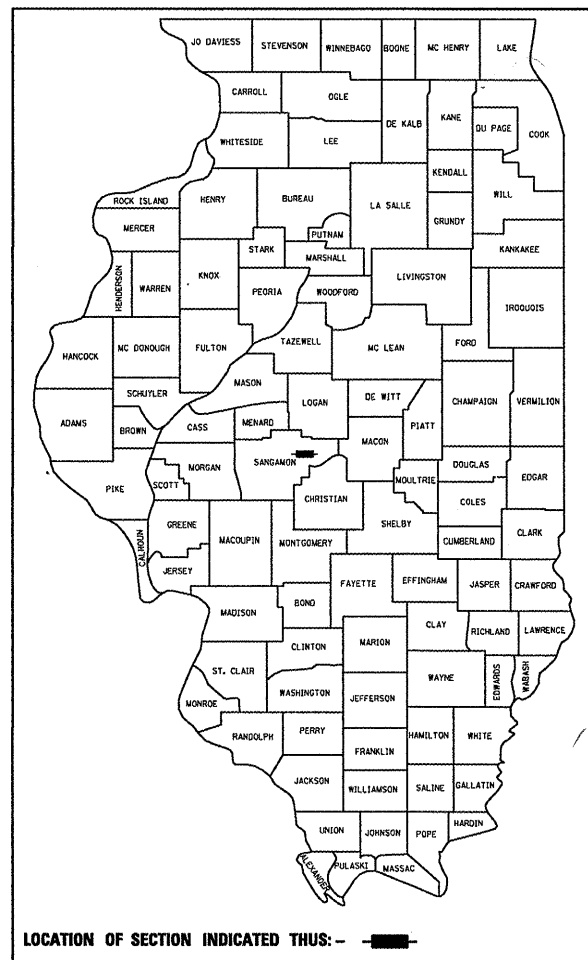 JO DAVIESS STEVENSON WINNEBAGO BOONE MC HENRY LAKE
CARROLL OGLE DE KALB KANE DU PAGE COOK
WHITESIDE LEE
KENDALL WILL
ROCK ISLAND HENRY BUREAU LA SALLE GRUNDY
MERCER PUTNAM
STARK MARSHALL KANKAKEE
HENDERSON WARREN KNOX PEORIA WOODFORD LIVINGSTON IROQUOIS
HANCOCK MC DONOUGH FULTON TAZEWELL MC LEAN FORD
MASON
SCHUYLER LOGAN DE WITT CHAMPAIGN VERMILION
ADAMS BROWN CASS MENARD MACON PIATT
MORGAN SANGAMON DOUGLAS
PIKE SCOTT CHRISTIAN MOULTRIE COLES EDGAR
GREENE MACOUPIN MONTGOMERY SHELBY CUMBERLAND CLARK
CALHOUN JERSEY FAYETTE EFFINGHAM JASPER CRAWFORD
MADISON BOND CLAY RICHLAND LAWRENCE
CLINTON MARION
ST. CLAIR WAYNE EDWARDS WABASH
MONROE WASHINGTON JEFFERSON
RANDOLPH PERRY HAMILTON WHITE
FRANKLIN
JACKSON WILLIAMSON SALINE GALLATIN
UNION JOHNSON POPE HARDIN
ALEXANDER PULASKI MASSAC
LOCATION OF SECTION INDICATED THUS: -